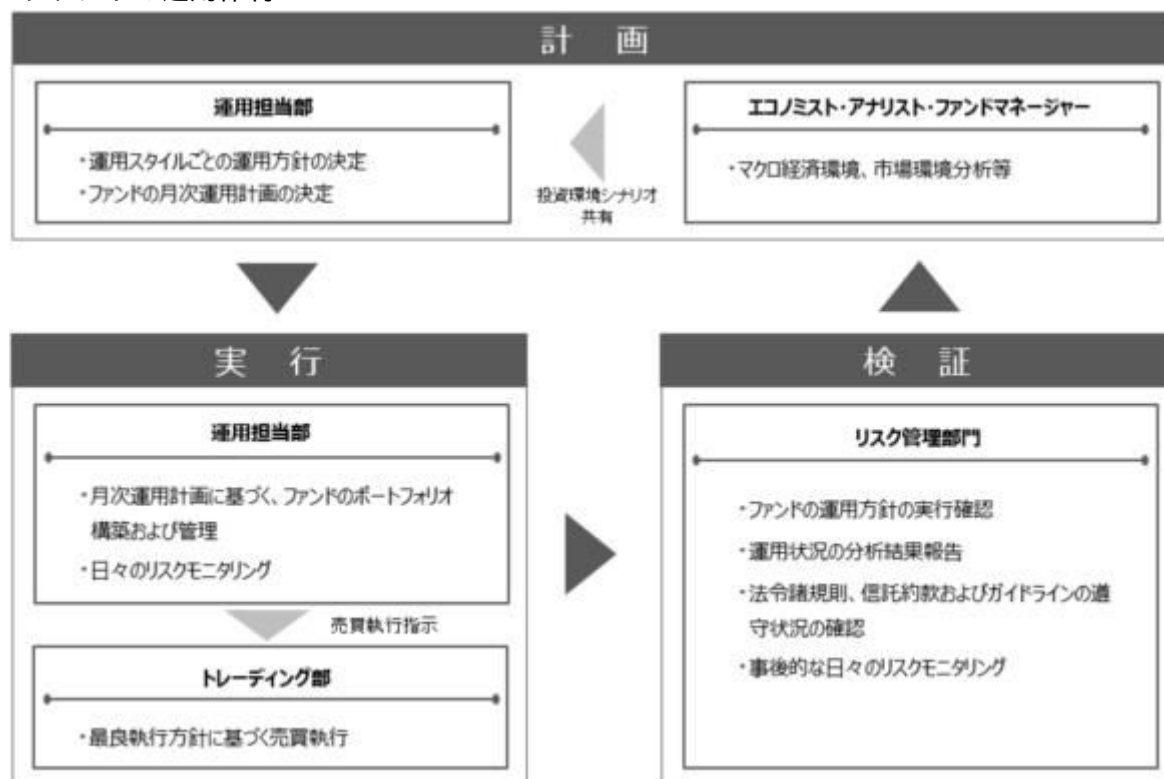 計 画
運用担当部
・運用スタイルごとの運用方針の決定
・ファンドの月次運用計画の決定
投資環境シナリオ
共有
エコノミスト・アナリスト・ファンドマネージャー
・マクロ経済環境、市場環境分析等
実 行
運用担当部
・月次運用計画に基づく、ファンドのポートフォリオ
構築および管理
・日々のリスクモニタリング
売買執行指示
トレーディング部
・最良執行方針に基づく売買執行
検 証
リスク管理部門
・ファンドの運用方針の実行確認
・運用状況の分析結果報告
・法令諸規則、信託約款およびガイドラインの遵
守状況の確認
・事後的な日々のリスクモニタリング